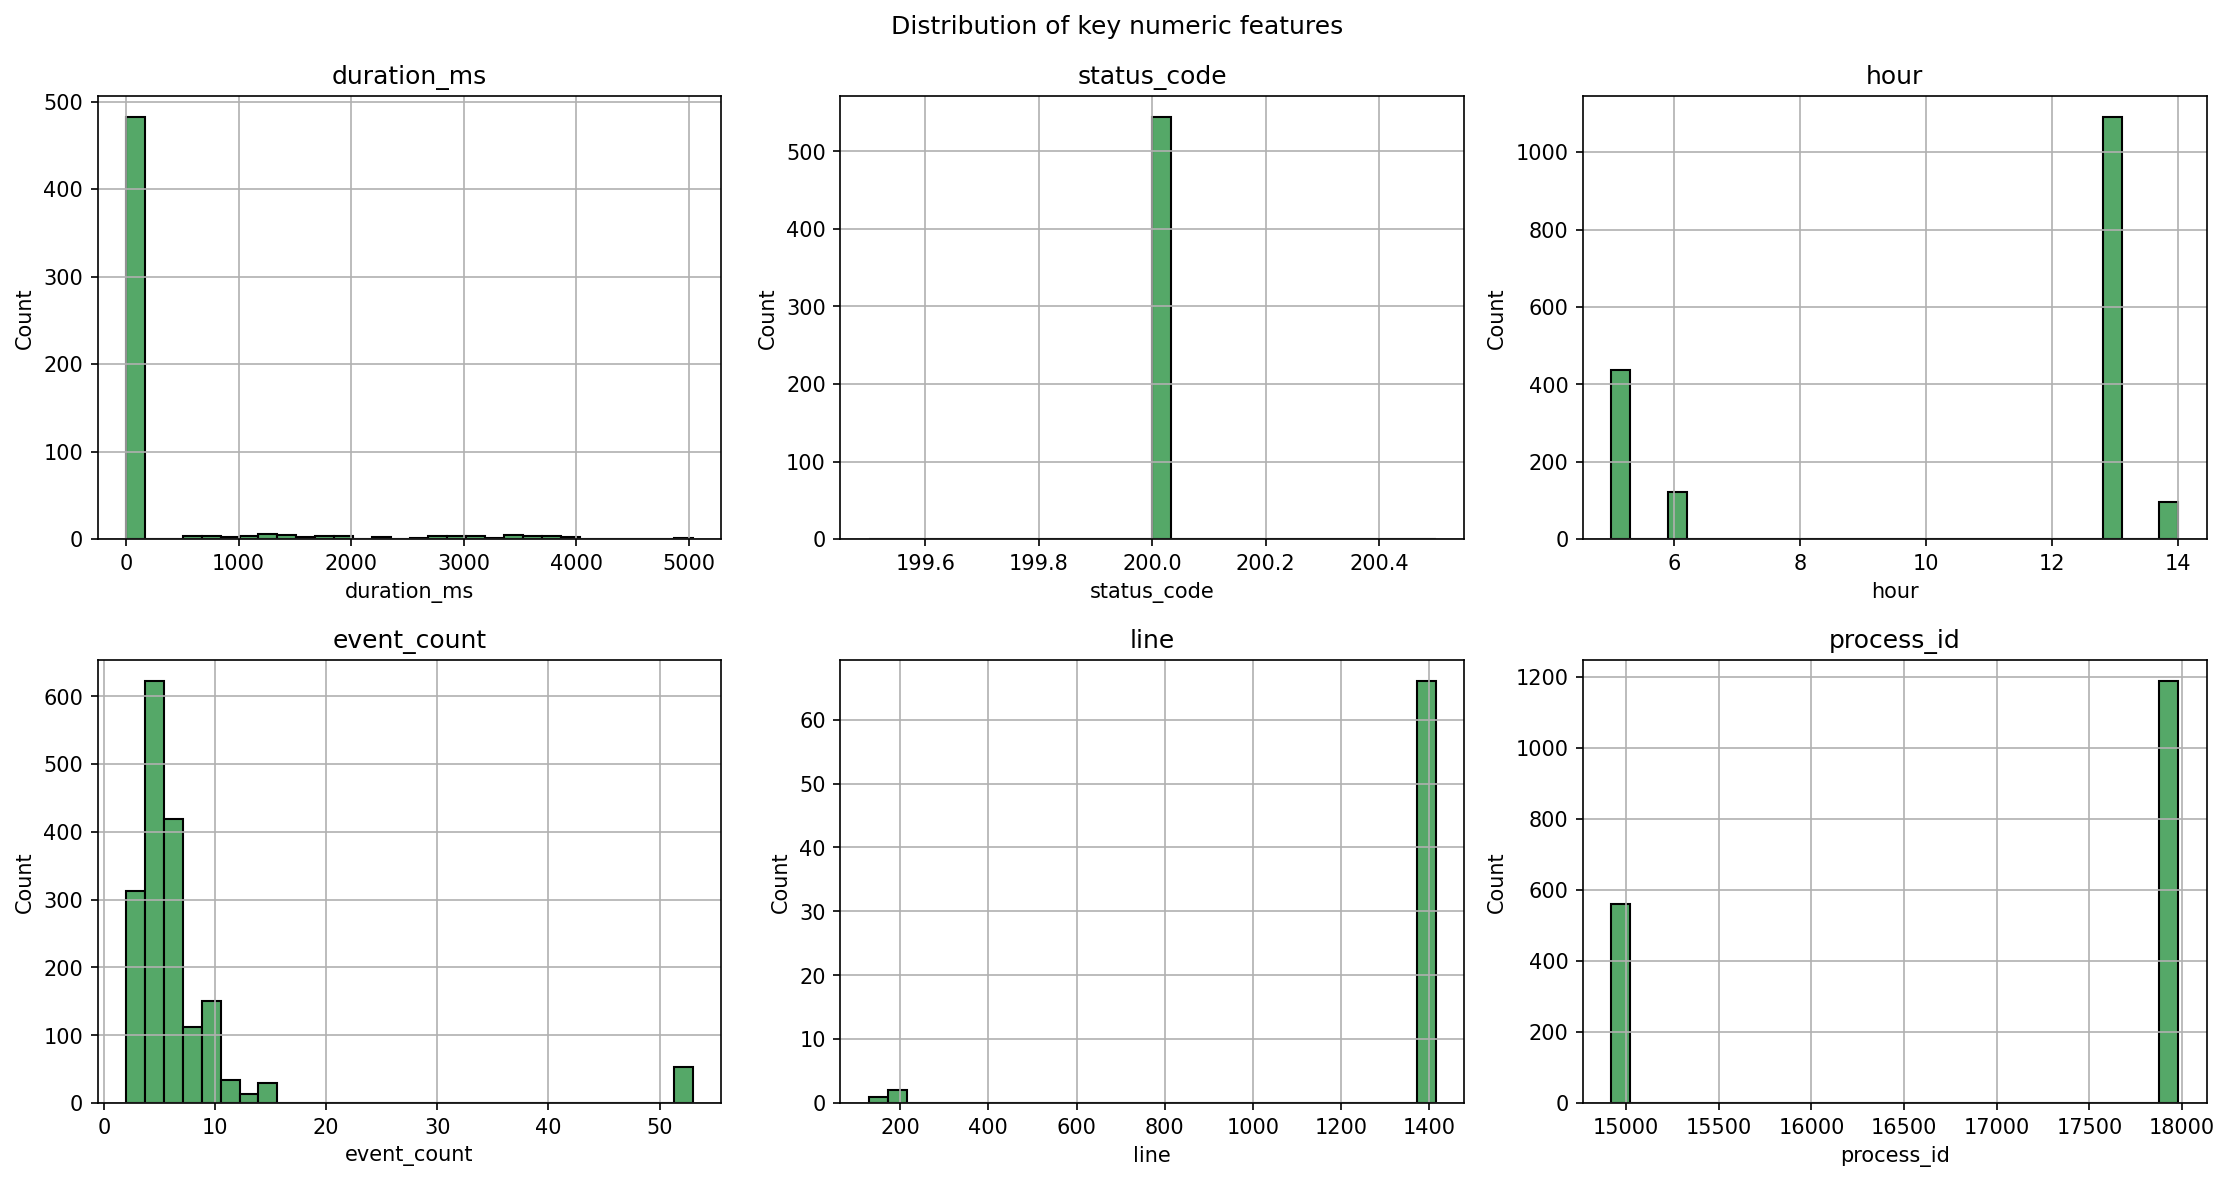 Distribution of key numeric features
duration_ms
500
400
300
200
100
0
Count
0 1000 2000 3000 4000 5000
duration_ms
status_code
500
400
300
200
100
0
Count
199.6 199.8 200.0 200.2 200.4
status_code
hour
1000
800
600
400
200
0
Count
6 8 10 12 14
hour
event_count
600
500
400
300
200
100
0
Count
0 10 20 30 40 50
event_count
line
60
50
40
30
20
10
0
Count
200 400 600 800 1000 1200 1400
line
process_id
1200
1000
800
600
400
200
0
Count
15000 15500 16000 16500 17000 17500 18000
process_id